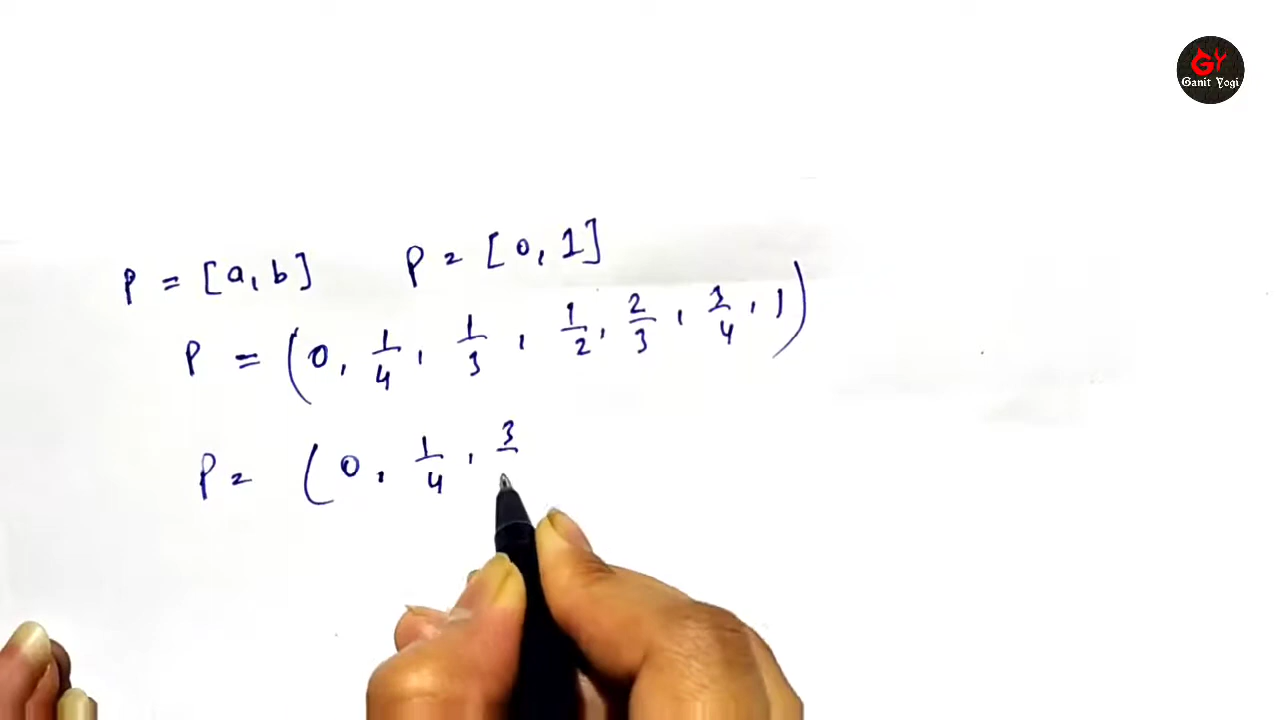 GY
Ganit Yogi
P = [a, b] P = [0, 1]
P = (0, 1/4, 1/3, 1/2, 2/3, 3/4, 1)
P = (0, 1/4, 3/